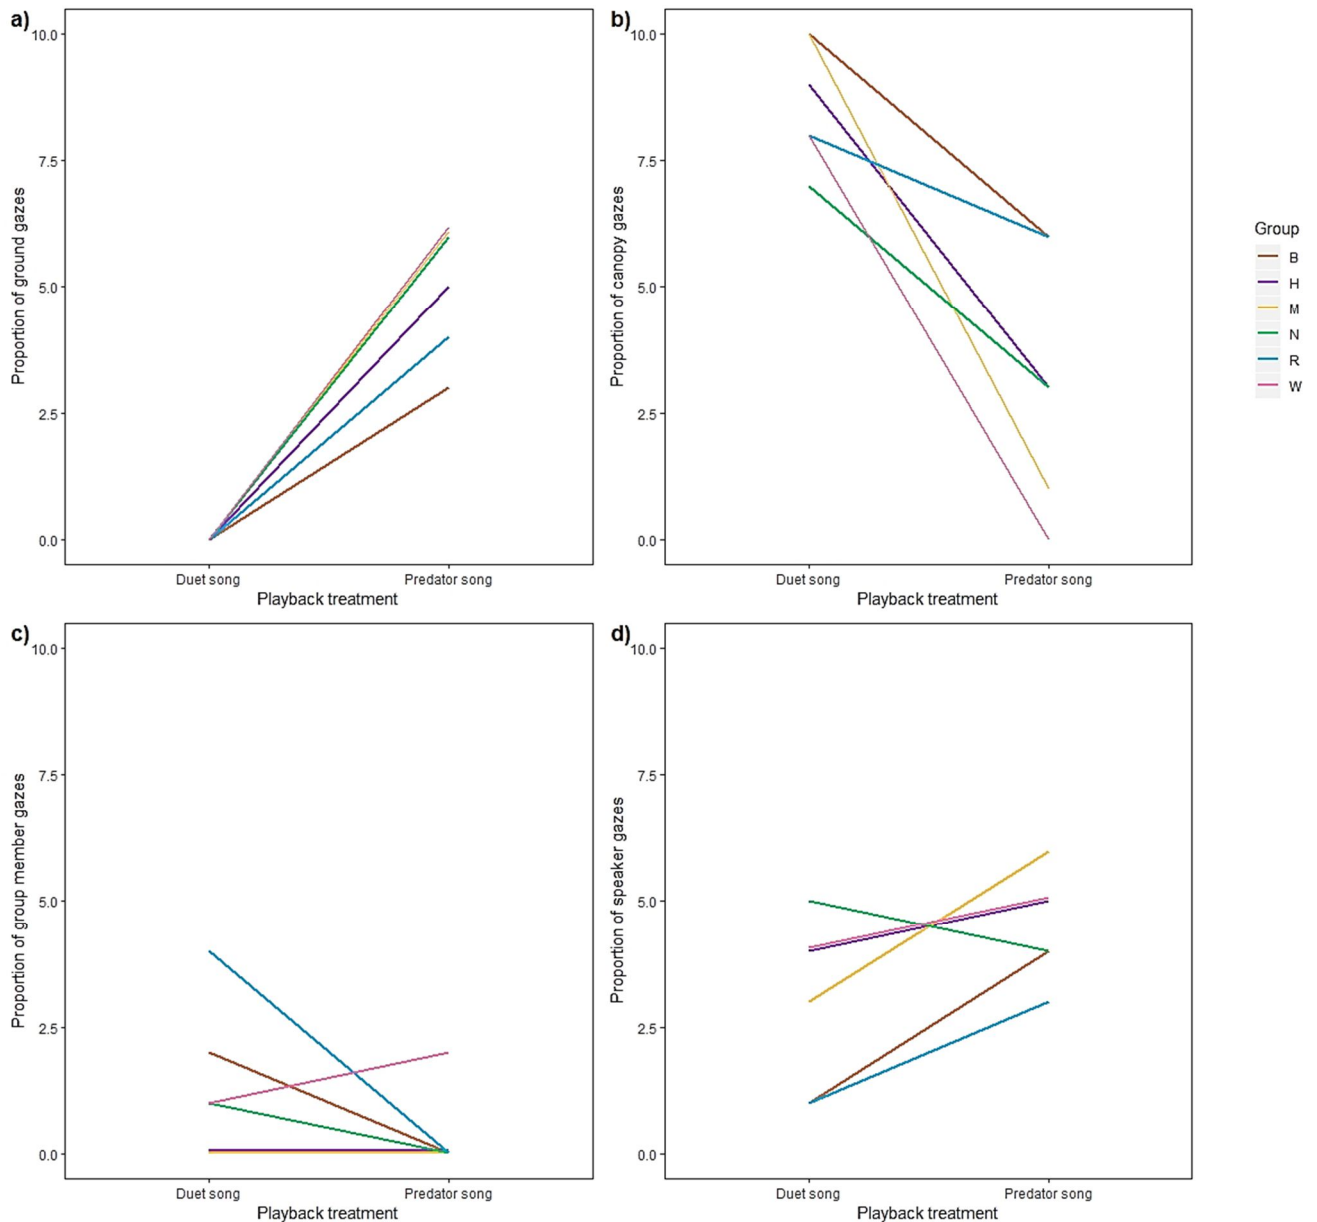 a)
10.0
7.5
5.0
2.5
0.0
Proportion of ground gazes
Duet song
Predator song
Playback treatment
b)
10.0
7.5
5.0
2.5
0.0
Proportion of canopy gazes
Duet song
Predator song
Playback treatment
Group
B
H
M
N
R
W
c)
10.0
7.5
5.0
2.5
0.0
Proportion of group member gazes
Duet song
Predator song
Playback treatment
d)
10.0
7.5
5.0
2.5
0.0
Proportion of speaker gazes
Duet song
Predator song
Playback treatment